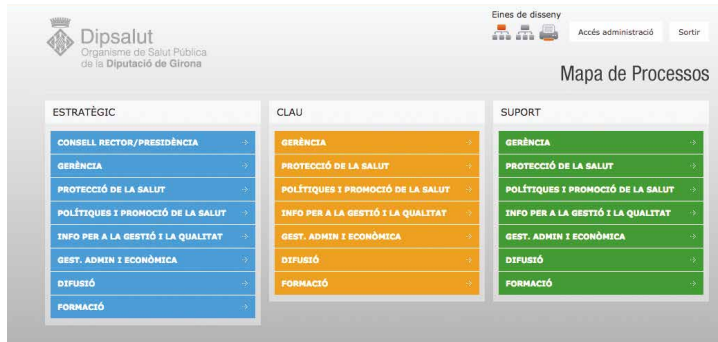 Eines de disseny
Accés administració
Sortir
Dipsalut
Organisme de Salut Pública
de la Diputació de Girona
Mapa de Processos
ESTRATÈGIC
CONSELL RECTOR/PRESIDÈNCIA
GERÈNCIA
PROTECCIÓ DE LA SALUT
POLÍTIQUES I PROMOCIÓ DE LA SALUT
INFO PER A LA GESTIÓ I LA QUALITAT
GEST. ADMIN I ECONÒMICA
DIFUSIÓ
FORMACIÓ
CLAU
GERÈNCIA
PROTECCIÓ DE LA SALUT
POLÍTIQUES I PROMOCIÓ DE LA SALUT
INFO PER A LA GESTIÓ I LA QUALITAT
GEST. ADMIN I ECONÒMICA
DIFUSIÓ
FORMACIÓ
SUPORT
GERÈNCIA
PROTECCIÓ DE LA SALUT
POLÍTIQUES I PROMOCIÓ DE LA SALUT
INFO PER A LA GESTIÓ I LA QUALITAT
GEST. ADMIN I ECONÒMICA
DIFUSIÓ
FORMACIÓ